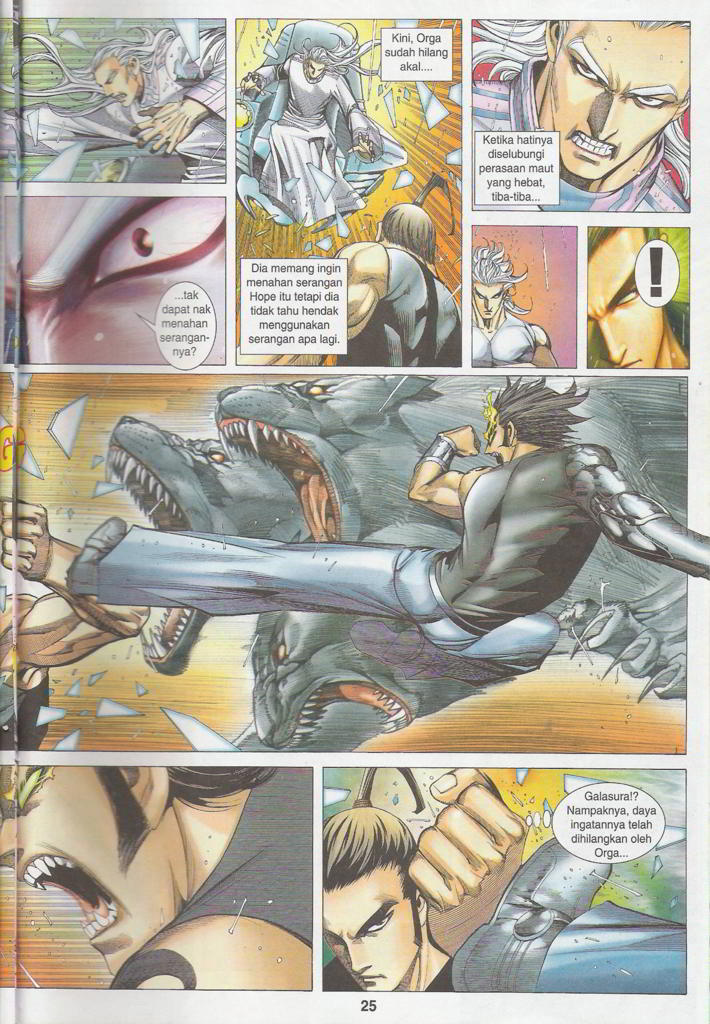 Kini, Orga
sudah hilang
akal....
Ketika hatinya
diselubungi
perasaan maut
yang hebat,
tiba-tiba...
...tak
dapat nak
menahan
serangan-
nya?
Dia memang ingin
menahan serangan
Hope itu tetapi dia
tidak tahu hendak
menggunakan
serangan apa lagi.
!
Galasura!?
Nampaknya, daya
ingatannya telah
dihilangkan oleh
Orga...
25